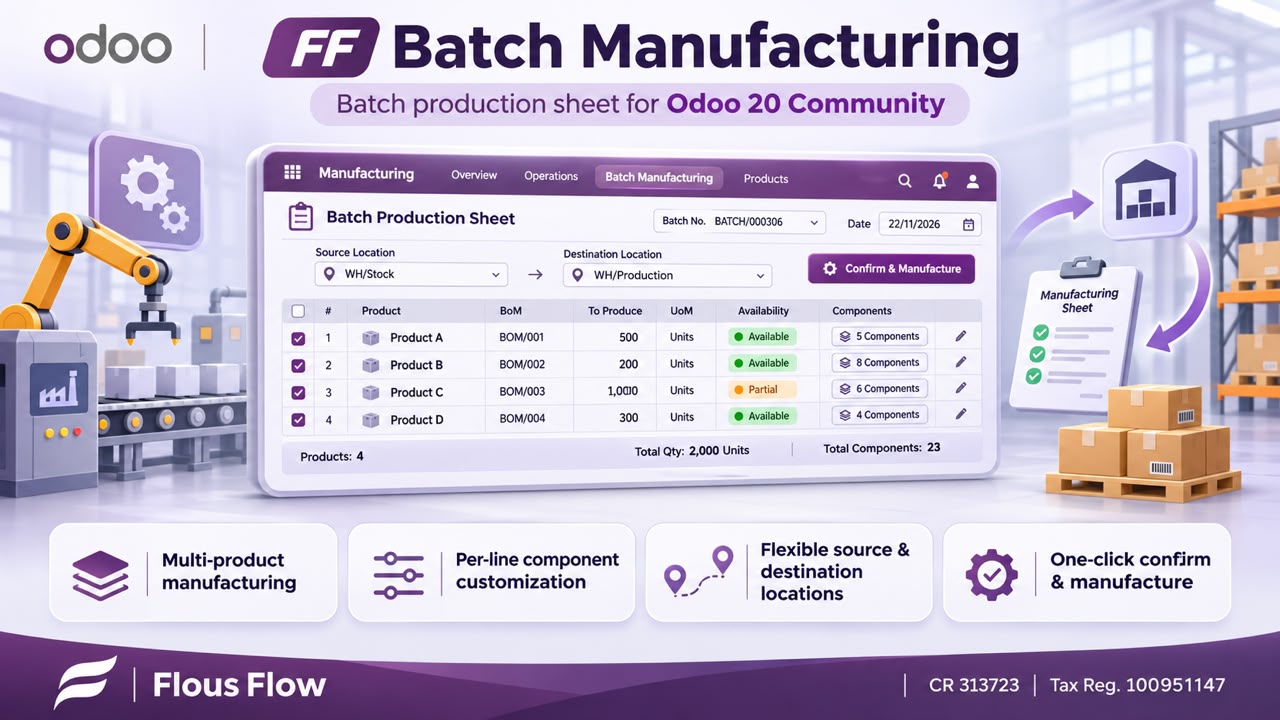 odoo
FF Batch Manufacturing
Batch production sheet for Odoo 20 Community
Manufacturing Overview Operations Batch Manufacturing Products
Batch Production Sheet
Batch No. BATCH/000306
Date 22/11/2026
Source Location
WH/Stock
Destination Location
WH/Production
Confirm & Manufacture
# Product BoM To Produce UoM Availability Components
1 Product A BOM/001 500 Units Available 5 Components
2 Product B BOM/002 200 Units Available 8 Components
3 Product C BOM/003 1,000 Units Partial 6 Components
4 Product D BOM/004 300 Units Available 4 Components
Products: 4 Total Qty: 2,000 Units Total Components: 23
Manufacturing
Sheet
Multi-product
manufacturing
Per-line component
customization
Flexible source &
destination
locations
One-click confirm
& manufacture
Flous Flow
CR 313723 | Tax Reg. 100951147